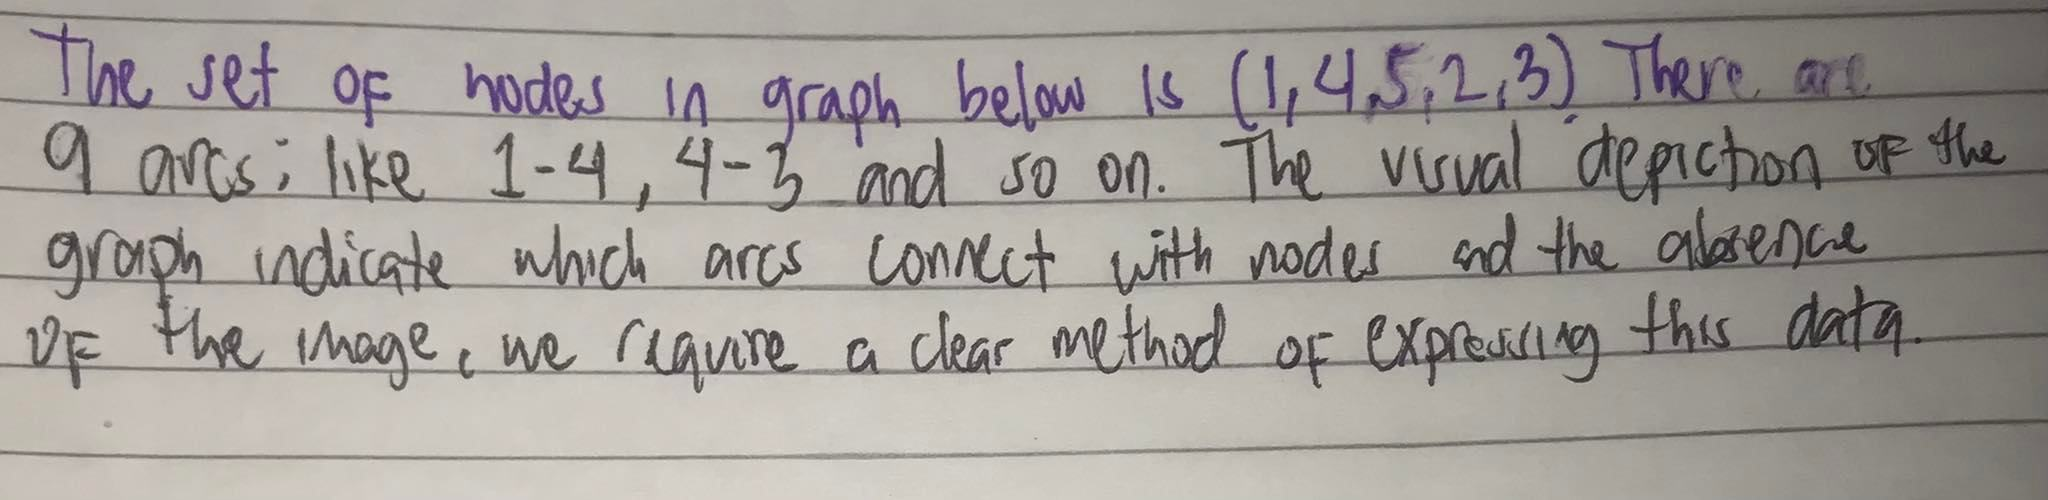 The set of nodes in graph below is (1,4,5,2,3). There are
9 arcs; like 1-4, 4-3 and so on. The visual depiction of the
graph indicate which arcs connect with nodes and the absence
of the image, we require a clear method of expressing this data.